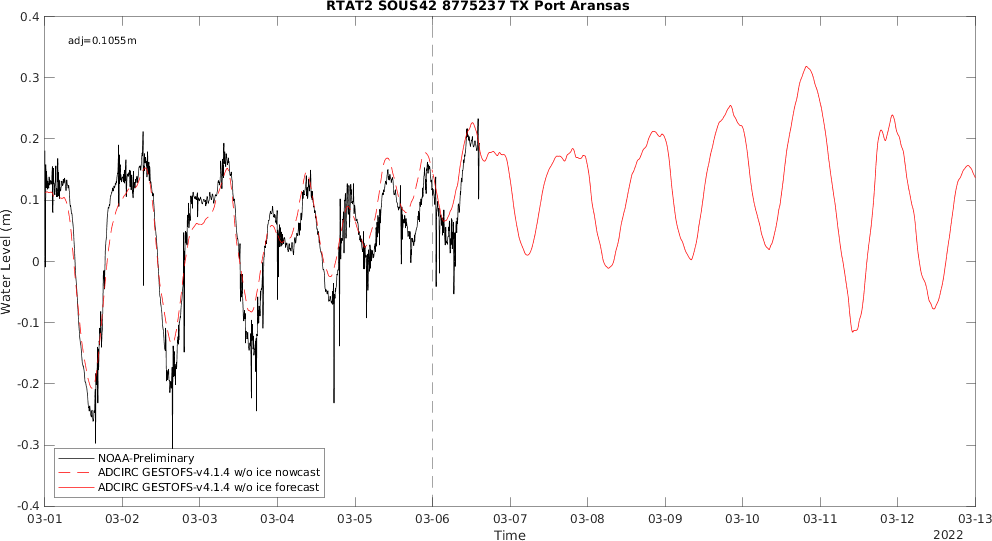 RTAT2 SOUS42 8775237 TX Port Aransas
adj=0.1055m
0.4
0.3
0.2
0.1
0
-0.1
-0.2
-0.3
-0.4
Water Level (m)
NOAA-Preliminary
ADCIRC GESTOFS-v4.1.4 w/o ice nowcast
ADCIRC GESTOFS-v4.1.4 w/o ice forecast
03-01 03-02 03-03 03-04 03-05 03-06 03-07 03-08 03-09 03-10 03-11 03-12 03-13
Time
2022